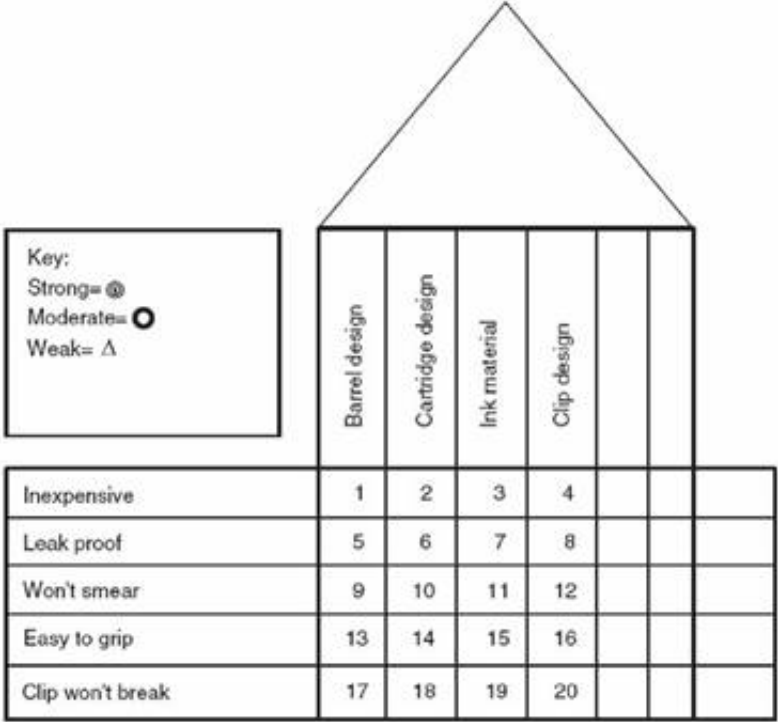 Key:
Strong= @
Moderate= O
Weak= Δ
Barrel design
Cartridge design
Ink material
Clip design
Inexpensive 1 2 3 4
Leak proof 5 6 7 8
Won't smear 9 10 11 12
Easy to grip 13 14 15 16
Clip won't break 17 18 19 20